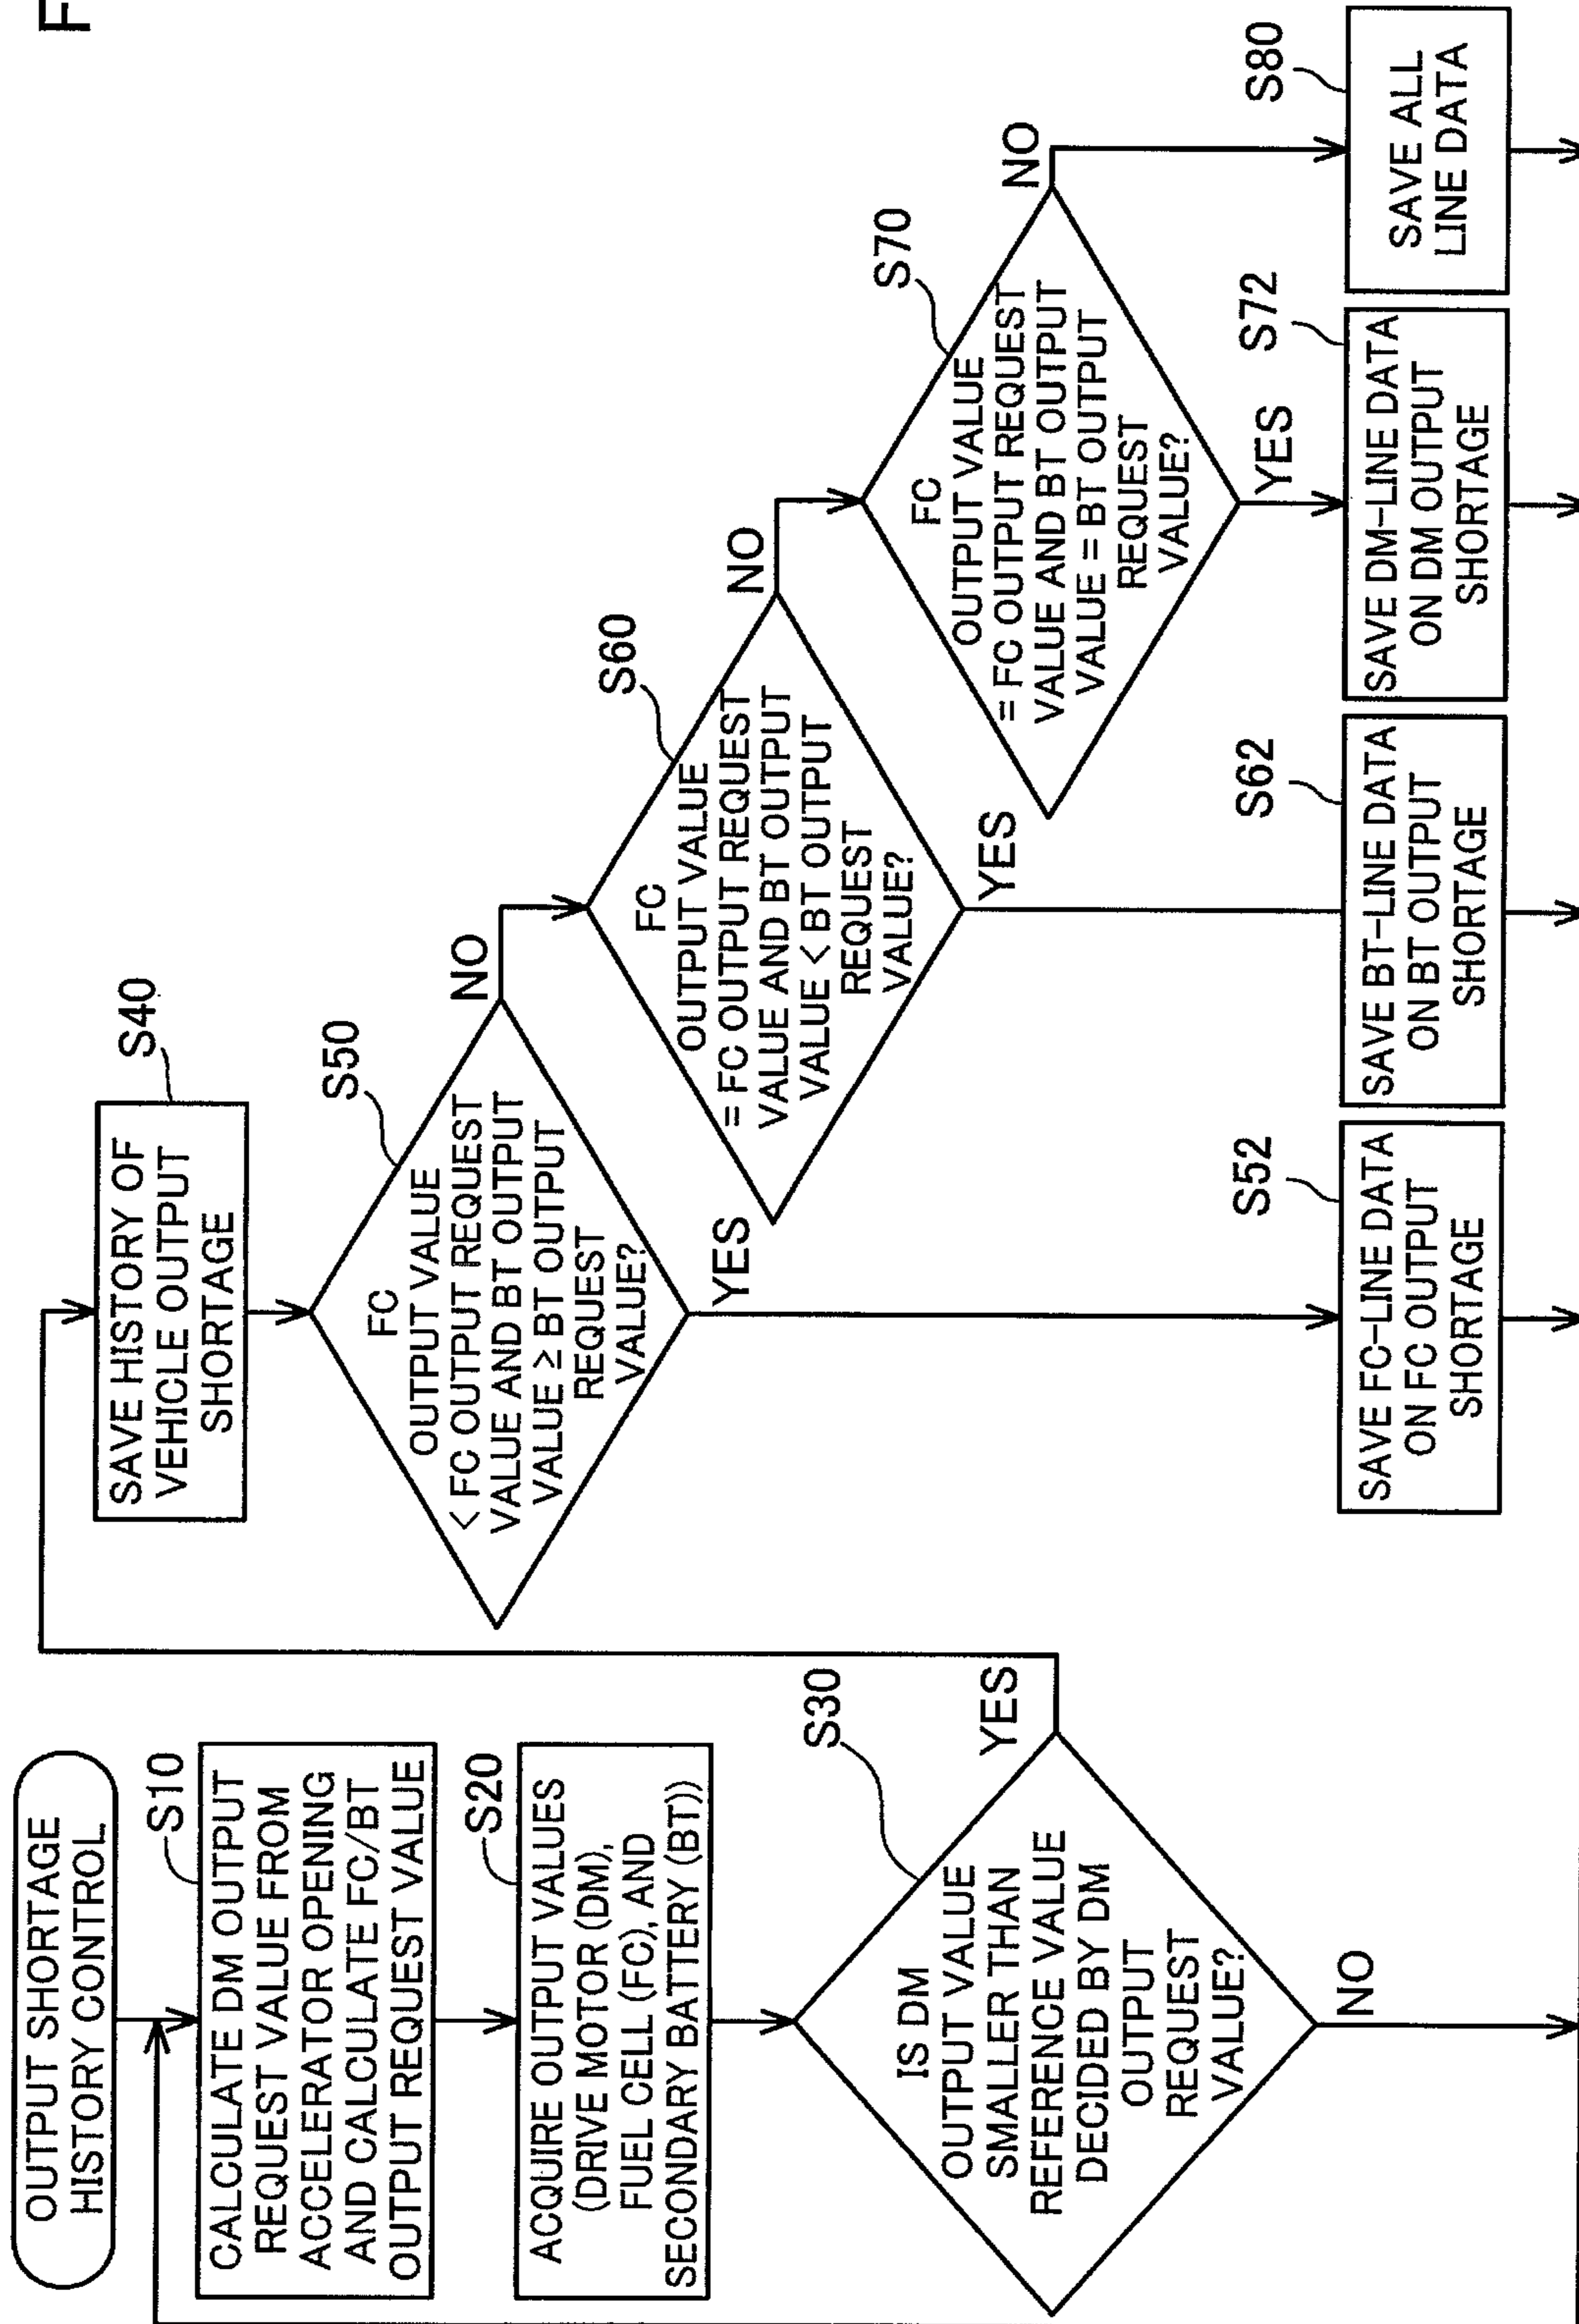 F
OUTPUT SHORTAGE
HISTORY CONTROL
S10
CALCULATE DM OUTPUT
REQUEST VALUE FROM
ACCELERATOR OPENING
AND CALCULATE FC/BT
OUTPUT REQUEST VALUE
S20
ACQUIRE OUTPUT VALUES
(DRIVE MOTOR (DM),
FUEL CELL (FC), AND
SECONDARY BATTERY (BT))
S30
IS DM
OUTPUT VALUE
SMALLER THAN
REFERENCE VALUE
DECIDED BY DM
OUTPUT
REQUEST
VALUE?
YES
NO
S40
SAVE HISTORY OF
VEHICLE OUTPUT
SHORTAGE
S50
FC
OUTPUT VALUE
< FC OUTPUT REQUEST
VALUE AND BT OUTPUT
VALUE ≥ BT OUTPUT
REQUEST
VALUE?
NO
YES
S52
SAVE FC-LINE DATA
ON FC OUTPUT
SHORTAGE
S60
FC
OUTPUT VALUE
= FC OUTPUT REQUEST
VALUE AND BT OUTPUT
VALUE < BT OUTPUT
REQUEST
VALUE?
NO
YES
S62
SAVE BT-LINE DATA
ON BT OUTPUT
SHORTAGE
S70
FC
OUTPUT VALUE
= FC OUTPUT REQUEST
VALUE AND BT OUTPUT
VALUE = BT OUTPUT
REQUEST
VALUE?
NO
YES
S72
SAVE DM-LINE DATA
ON DM OUTPUT
SHORTAGE
S80
SAVE ALL
LINE DATA